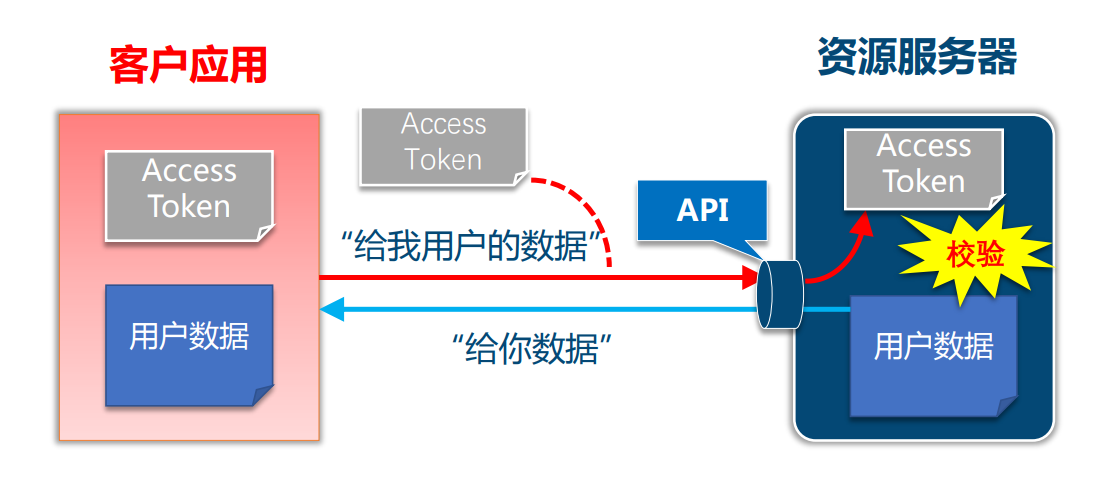 客户应用
资源服务器
Access
Token
Access
Token
Access
Token
API
“给我用户的数据”
校验
用户数据
“给你数据”
用户数据